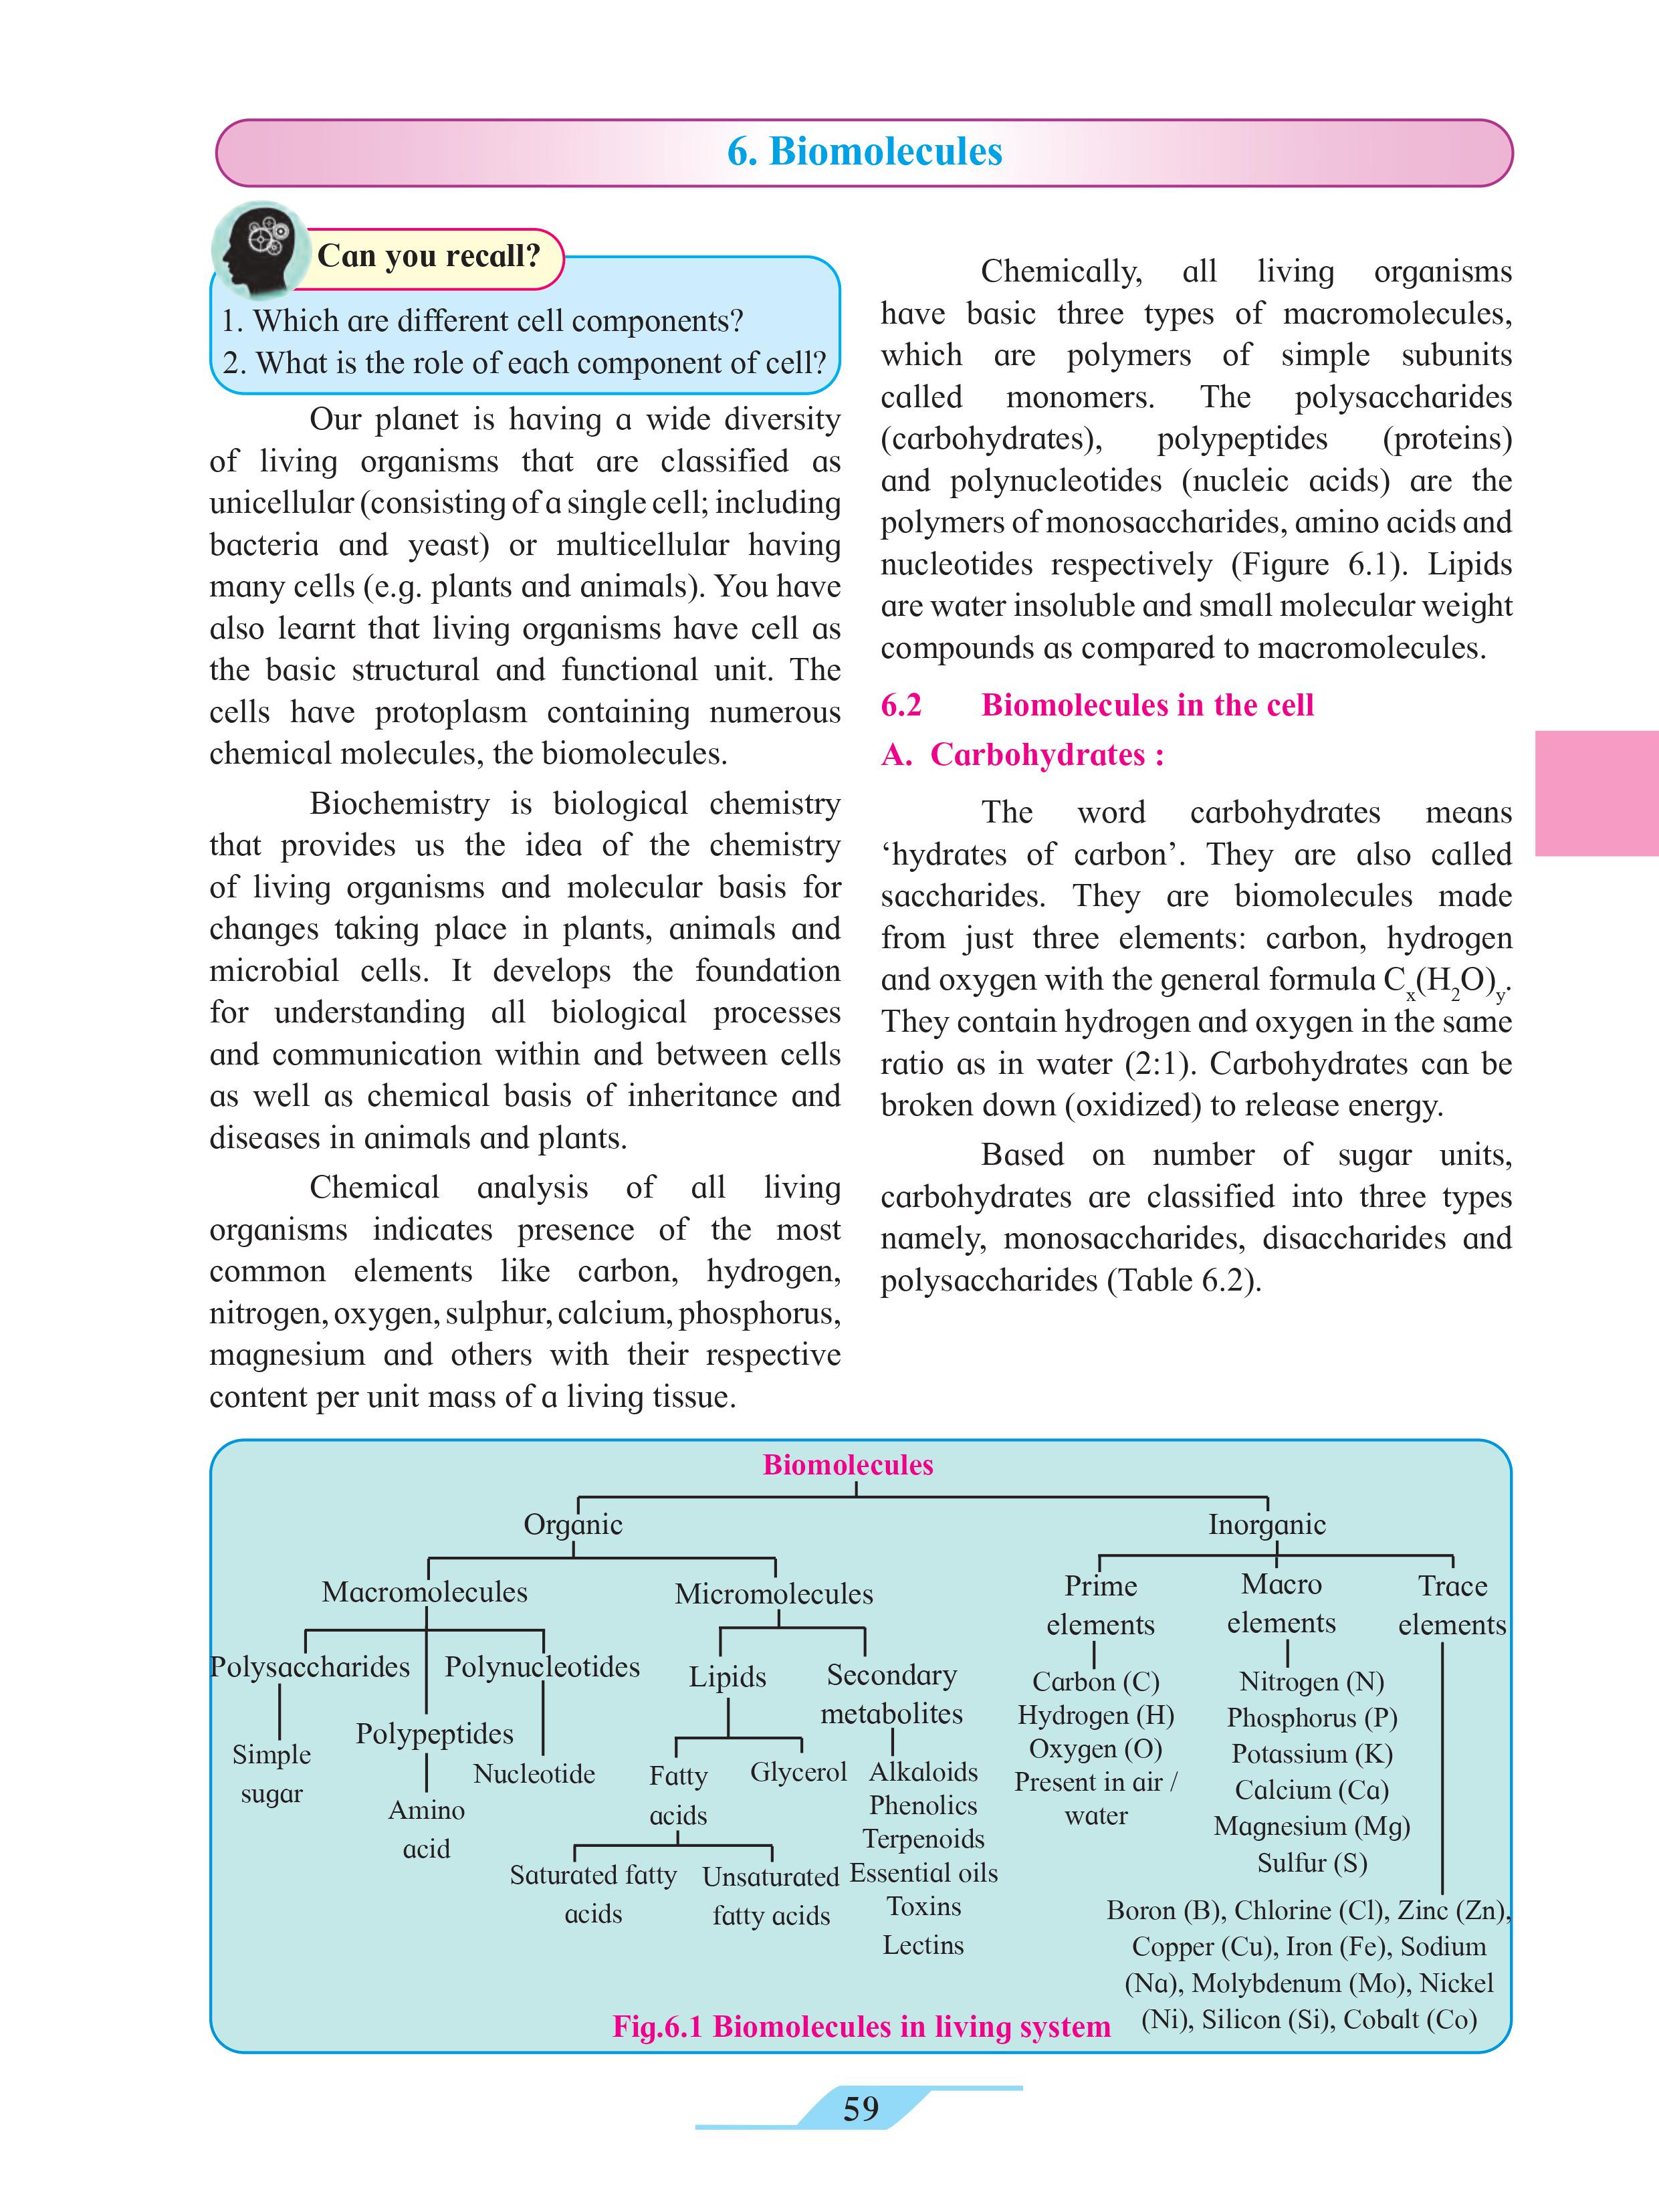 6. Biomolecules
Can you recall?
1. Which are different cell components?
2. What is the role of each component of cell?
Our planet is having a wide diversity
of living organisms that are classified as
unicellular (consisting of a single cell; including
bacteria and yeast) or multicellular having
many cells (e.g. plants and animals). You have
also learnt that living organisms have cell as
the basic structural and functional unit. The
cells have protoplasm containing numerous
chemical molecules, the biomolecules.
Biochemistry is biological chemistry
that provides us the idea of the chemistry
of living organisms and molecular basis for
changes taking place in plants, animals and
microbial cells. It develops the foundation
for understanding all biological processes
and communication within and between cells
as well as chemical basis of inheritance and
diseases in animals and plants.
Chemical analysis of all living
organisms indicates presence of the most
common elements like carbon, hydrogen,
nitrogen, oxygen, sulphur, calcium, phosphorus,
magnesium and others with their respective
content per unit mass of a living tissue.
Chemically, all living organisms
have basic three types of macromolecules,
which are polymers of simple subunits
called monomers. The polysaccharides
(carbohydrates), polypeptides (proteins)
and polynucleotides (nucleic acids) are the
polymers of monosaccharides, amino acids and
nucleotides respectively (Figure 6.1). Lipids
are water insoluble and small molecular weight
compounds as compared to macromolecules.
6.2 Biomolecules in the cell
A. Carbohydrates :
The word carbohydrates means
‘hydrates of carbon’. They are also called
saccharides. They are biomolecules made
from just three elements: carbon, hydrogen
and oxygen with the general formula Cx(H2O)y.
They contain hydrogen and oxygen in the same
ratio as in water (2:1). Carbohydrates can be
broken down (oxidized) to release energy.
Based on number of sugar units,
carbohydrates are classified into three types
namely, monosaccharides, disaccharides and
polysaccharides (Table 6.2).
Biomolecules
Organic
Inorganic
Macromolecules
Micromolecules
Prime
elements
Macro
elements
Trace
elements
Polysaccharides
Polynucleotides
Lipids
Secondary
metabolites
Polypeptides
Simple
sugar
Nucleotide
Amino
acid
Fatty
acids
Glycerol
Saturated fatty
acids
Unsaturated
fatty acids
Alkaloids
Phenolics
Terpenoids
Essential oils
Toxins
Lectins
Carbon (C)
Hydrogen (H)
Oxygen (O)
Present in air /
water
Nitrogen (N)
Phosphorus (P)
Potassium (K)
Calcium (Ca)
Magnesium (Mg)
Sulfur (S)
Boron (B), Chlorine (Cl), Zinc (Zn),
Copper (Cu), Iron (Fe), Sodium
(Na), Molybdenum (Mo), Nickel
(Ni), Silicon (Si), Cobalt (Co)
Fig.6.1 Biomolecules in living system
59